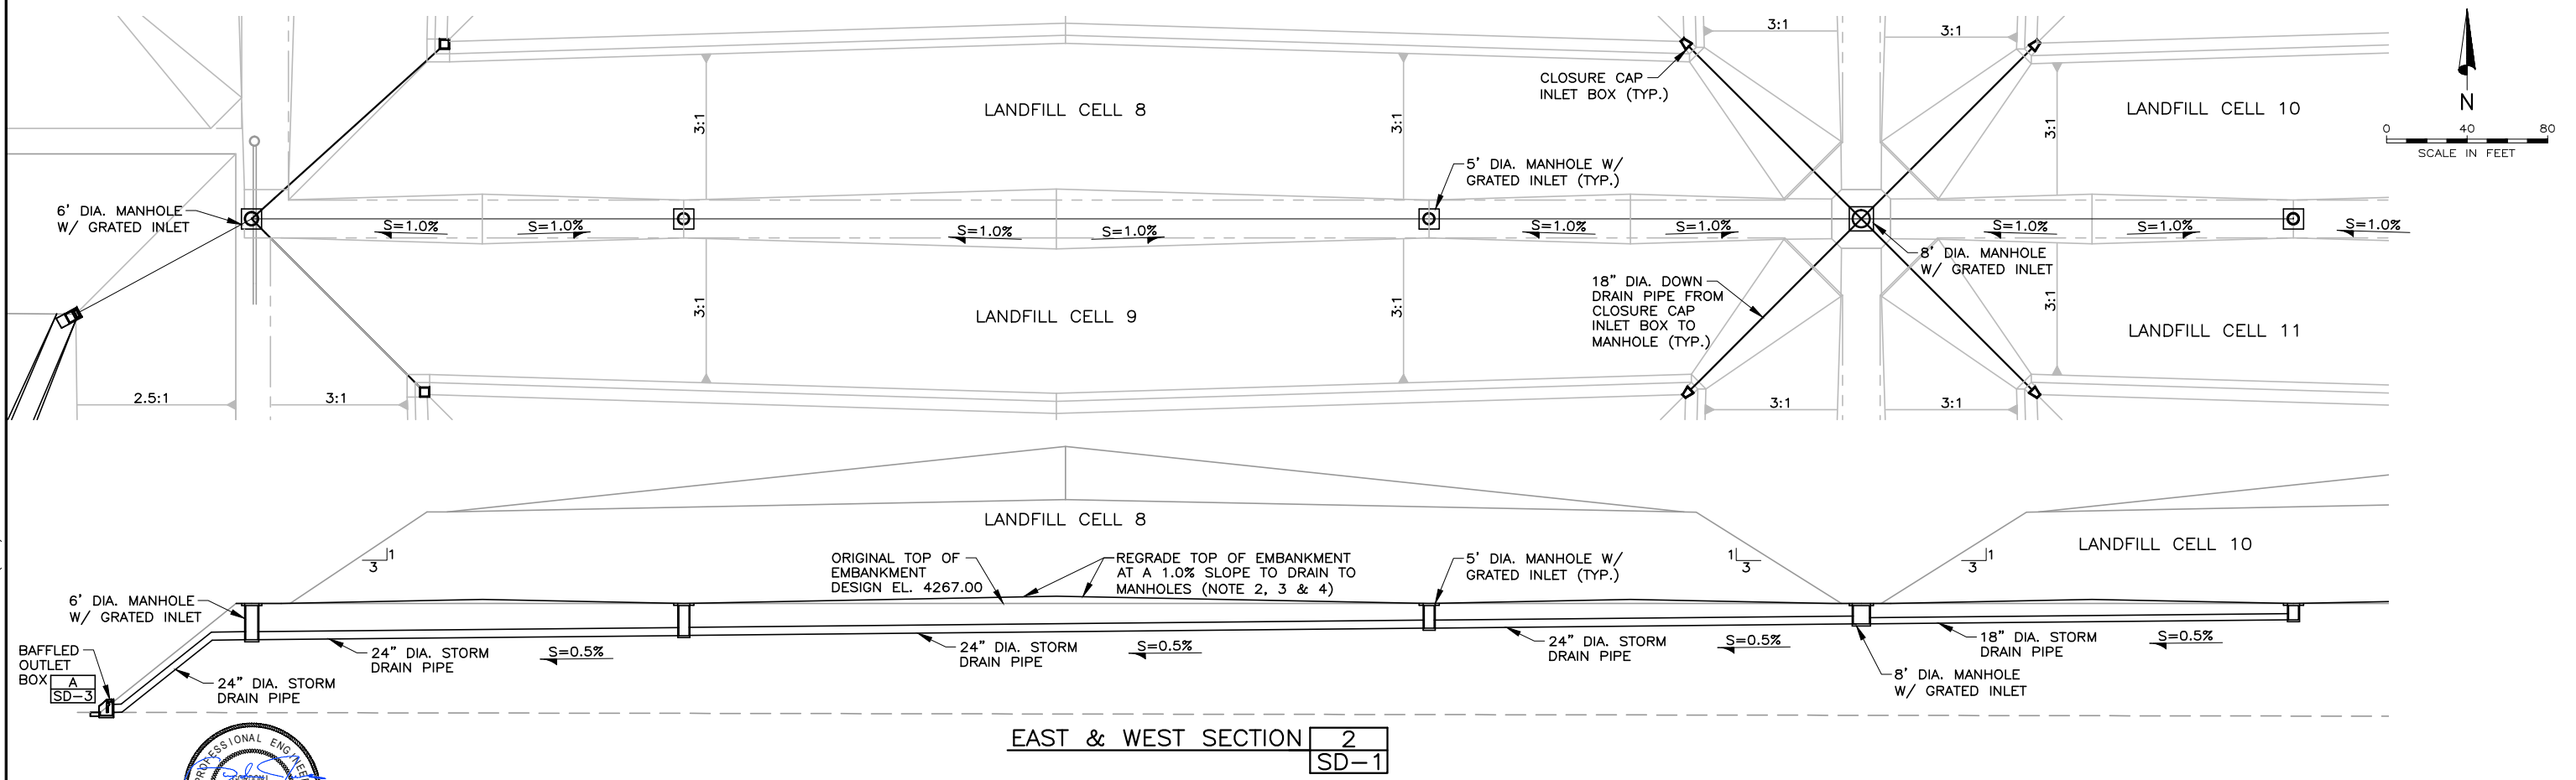 3:1
3:1
CLOSURE CAP
INLET BOX (TYP.)
LANDFILL CELL 8
LANDFILL CELL 10
N
0 40 80
SCALE IN FEET
3:1
3:1
3:1
5' DIA. MANHOLE W/
GRATED INLET (TYP.)
6' DIA. MANHOLE
W/ GRATED INLET
S=1.0%
S=1.0%
S=1.0%
S=1.0%
S=1.0%
S=1.0%
S=1.0%
S=1.0%
S=1.0%
8' DIA. MANHOLE
W/ GRATED INLET
18" DIA. DOWN
DRAIN PIPE FROM
CLOSURE CAP
INLET BOX TO
MANHOLE (TYP.)
3:1
3:1
3:1
LANDFILL CELL 9
LANDFILL CELL 11
2.5:1
3:1
3:1
3:1
LANDFILL CELL 8
LANDFILL CELL 10
1
3
1
3
1
3
ORIGINAL TOP OF
EMBANKMENT
DESIGN EL. 4267.00
REGRADE TOP OF EMBANKMENT
AT A 1.0% SLOPE TO DRAIN TO
MANHOLES (NOTE 2, 3 & 4)
5' DIA. MANHOLE W/
GRATED INLET (TYP.)
6' DIA. MANHOLE
W/ GRATED INLET
BAFFLED
OUTLET
BOX
A
SD-3
24" DIA. STORM
DRAIN PIPE
24" DIA. STORM
DRAIN PIPE
S=0.5%
24" DIA. STORM
DRAIN PIPE
S=0.5%
24" DIA. STORM
DRAIN PIPE
S=0.5%
18" DIA. STORM
DRAIN PIPE
S=0.5%
8' DIA. MANHOLE
W/ GRATED INLET
EAST & WEST SECTION
2
SD-1
PROFESSIONAL ENGINEE